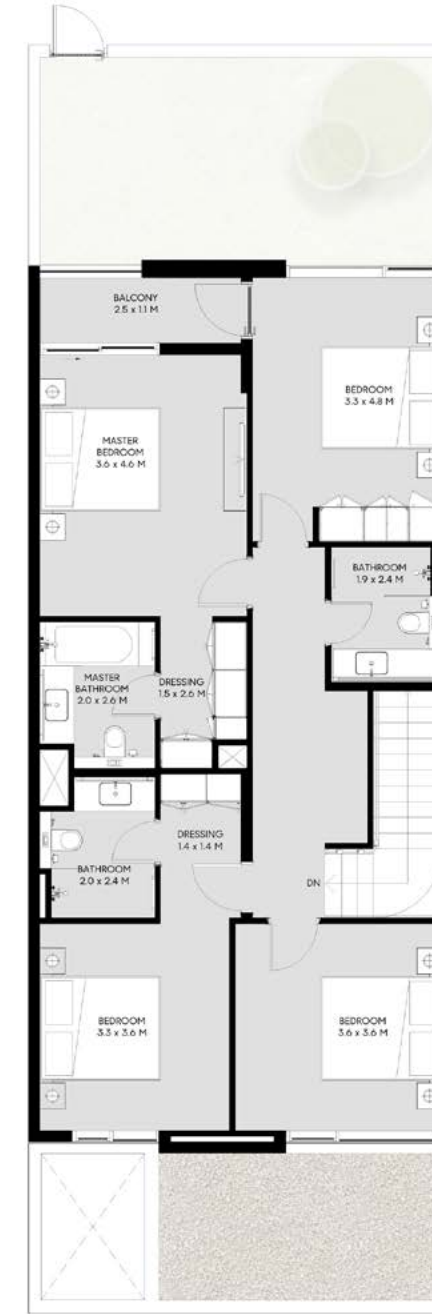 BALCONY
2.5 x 1.1 M
BEDROOM
3.3 x 4.8 M
MASTER
BEDROOM
3.6 x 4.6 M
BATHROOM
1.9 x 2.4 M
MASTER
BATHROOM
2.0 x 2.6 M
DRESSING
1.5 x 2.6 M
DRESSING
1.4 x 1.4 M
BATHROOM
2.0 x 2.4 M
DN
BEDROOM
3.3 x 3.6 M
BEDROOM
3.6 x 3.6 M